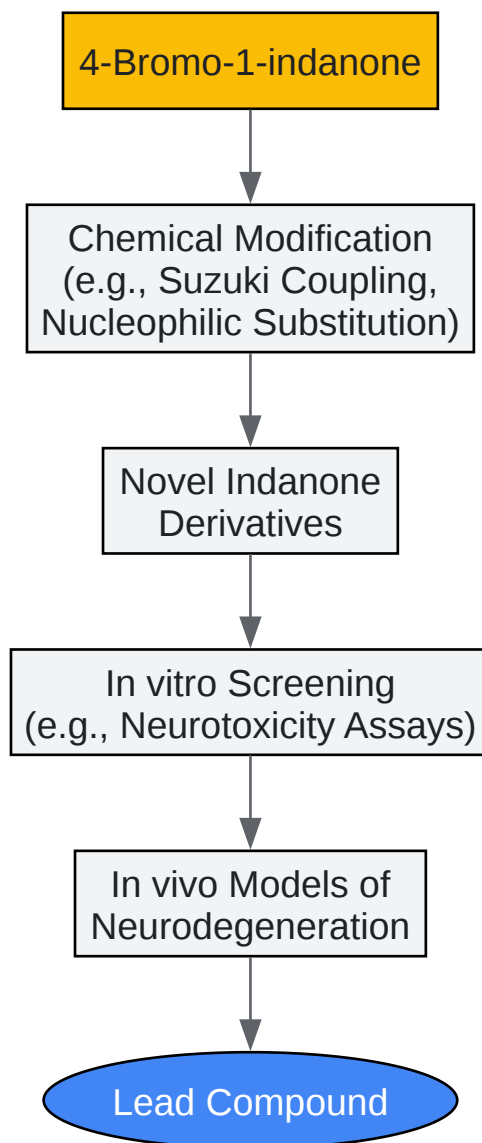 4-Bromo-1-indanone
Chemical Modification
(e.g., Suzuki Coupling,
Nucleophilic Substitution)
Novel Indanone
Derivatives
In vitro Screening
(e.g., Neurotoxicity Assays)
In vivo Models of
Neurodegeneration
Lead Compound